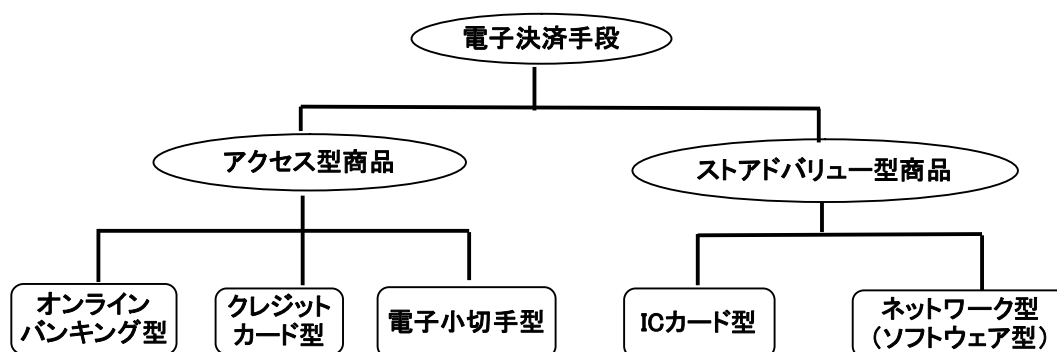 電子決済手段
アクセス型商品
ストアドバリュー型商品
オンライン
バンキング型
クレジット
カード型
電子小切手型
ICカード型
ネットワーク型
（ソフトウェア型）